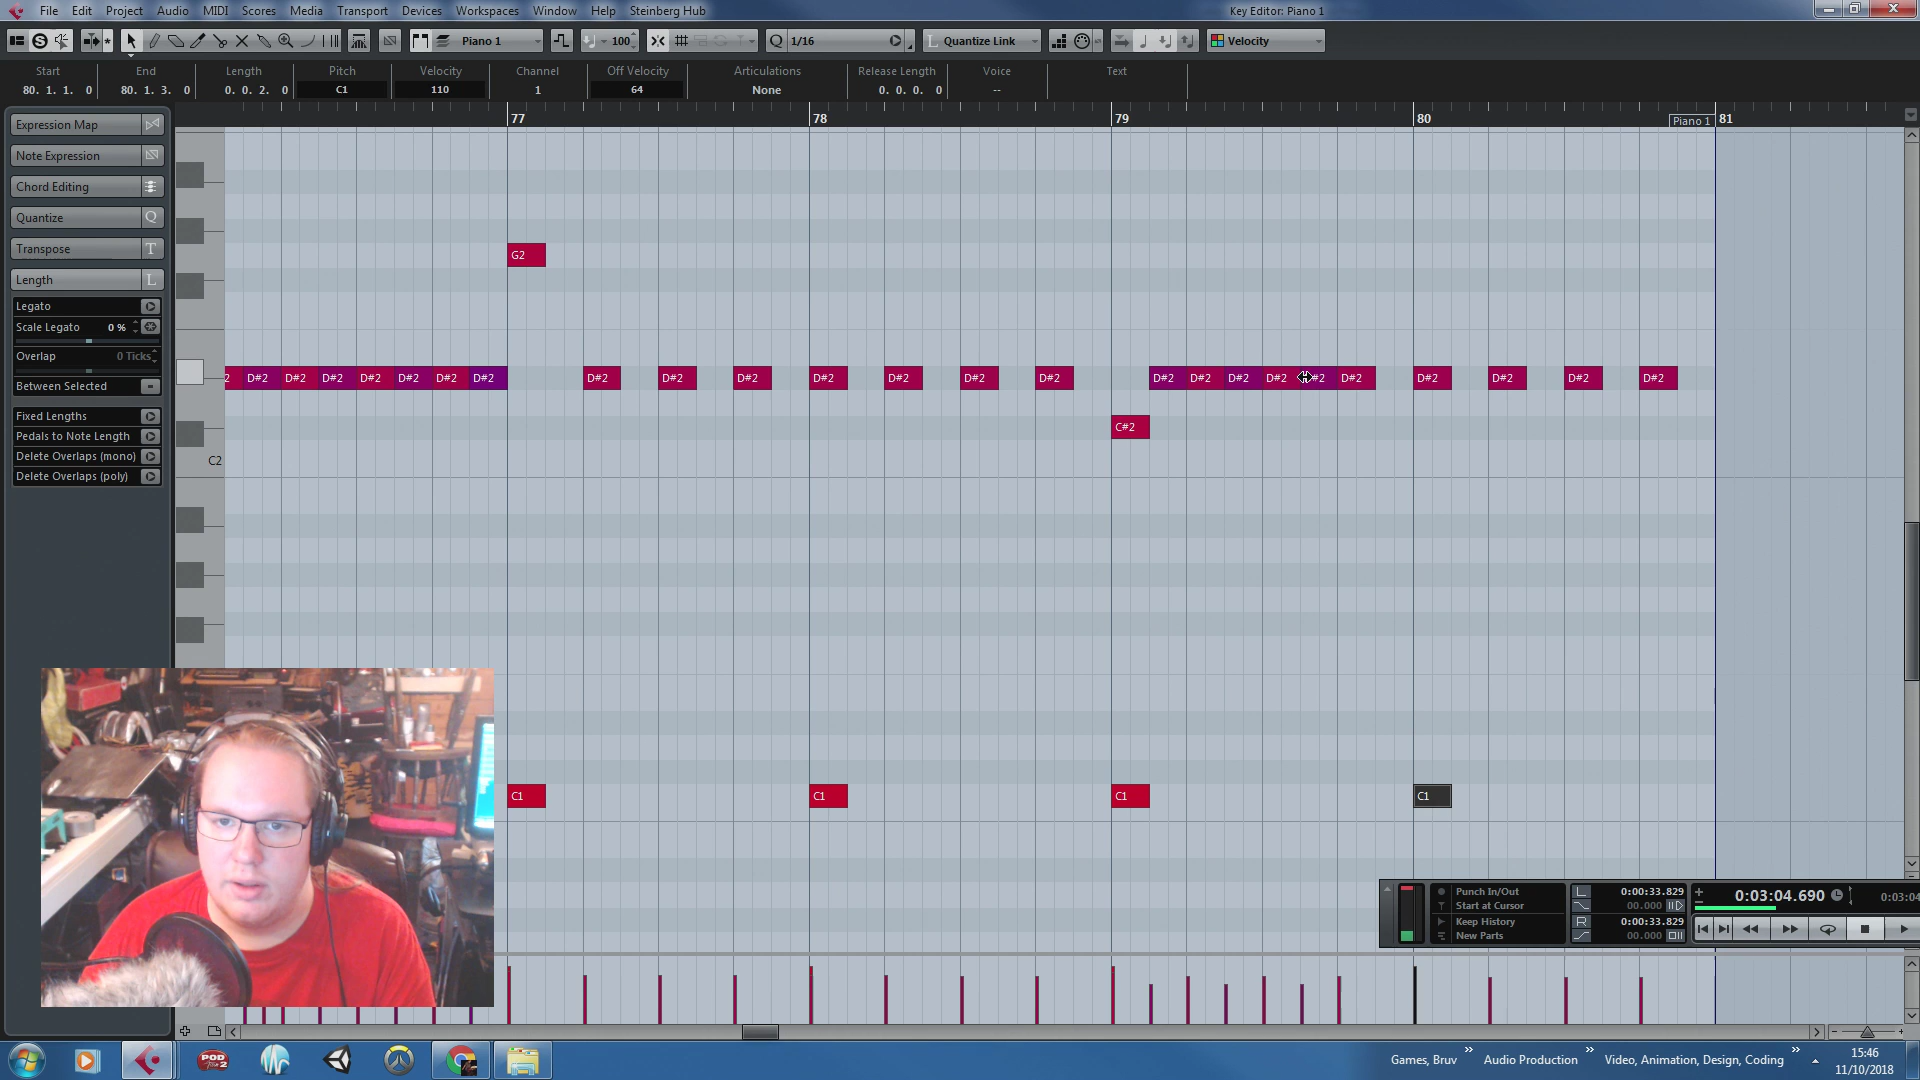 File Edit Project Audio MIDI Scores Media Transport Devices Workspaces Window Help Steinberg Hub
Key Editor: Piano 1
Piano 1 100 Q 1/16 L Quantize Link Velocity
Start End Length Pitch Velocity Channel Off Velocity Articulations Release Length Voice Text
80. 1. 1. 0 80. 1. 3. 0 0. 0. 2. 0 C1 110 1 64 None 0. 0. 0. 0 --
77 78 79 80 Piano 1 81
Expression Map
Note Expression
Chord Editing
Quantize Q
Transpose T
Length L
Legato
Scale Legato 0 %
Overlap 0 Ticks
Between Selected
Fixed Lengths
Pedals to Note Length
Delete Overlaps (mono)
Delete Overlaps (poly)
G2
2 D#2 D#2 D#2 D#2 D#2 D#2 D#2 D#2 D#2 D#2 D#2 D#2 D#2 D#2 D#2 D#2 D#2 D#2 #2 D#2 D#2 D#2 D#2 D#2
C#2
C2
C1 C1 C1 C1
Punch In/Out
Start at Cursor
Keep History
New Parts
L 0:00:33.829
00.000
R 0:00:33.829
00.000
0:03:04.690 0:03:04
POD
Games, Bruv Audio Production Video, Animation, Design, Coding
15:46
11/10/2018